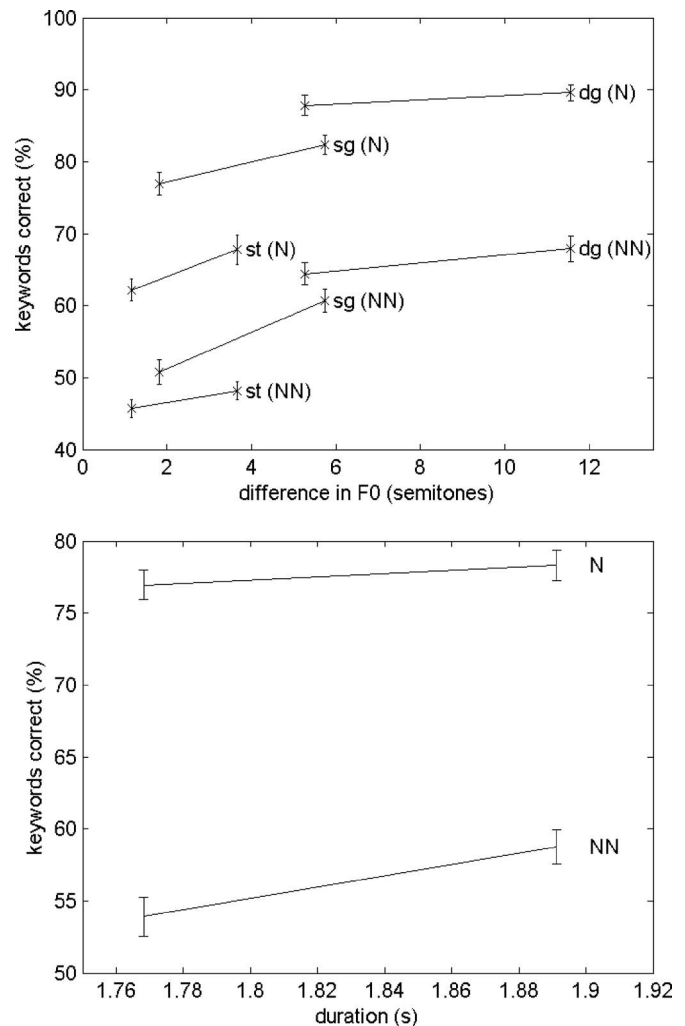 100
90
80
70
60
50
40
keywords correct (%)
dg (N)
sg (N)
st (N)
dg (NN)
sg (NN)
st (NN)
0 2 4 6 8 10 12
difference in F0 (semitones)
80
75
70
65
60
55
50
keywords correct (%)
N
NN
1.76 1.78 1.8 1.82 1.84 1.86 1.88 1.9 1.92
duration (s)